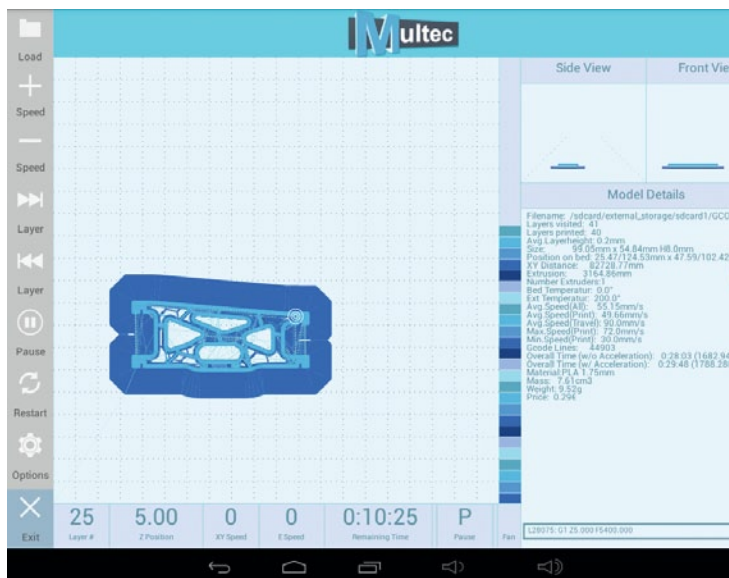 Multec
Load
Speed
Speed
Layer
Layer
Pause
Restart
Options
Exit
Side View
Front Vie
Model Details
Filename: /sdcard/external_storage/sdcard1/GCO
Layers visited: 41
Layers printed: 40
Avg.Layerheight: 0.2mm
Size: 99.05mm x 54.84mm H8.0mm
Position on bed: 25.47/124.53mm x 47.59/102.42
XY Distance: 82728.77mm
Extrusion: 3164.86mm
Number Extruders:1
Bed Temperatur: 0.0°
Ext Temperatur: 200.0°
Avg.Speed(All): 55.15mm/s
Avg.Speed(Print): 49.66mm/s
Avg.Speed(Travel): 90.0mm/s
Max.Speed(Print): 72.0mm/s
Min.Speed(Print): 30.0mm/s
Gcode Lines: 44903
Overall Time (w/o Acceleration): 0:28:03 (1682.94
Overall Time (w/ Acceleration): 0:29:48 (1788.28
Material:PLA 1.75mm
Mass: 7.61cm3
Weight: 9.52g
Price: 0.29€
L28075: G1 Z5.000 F5400.000
25 5.00 0 0 0:10:25 P
Layer # Z Position XY Speed E Speed Remaining Time Pause Fan